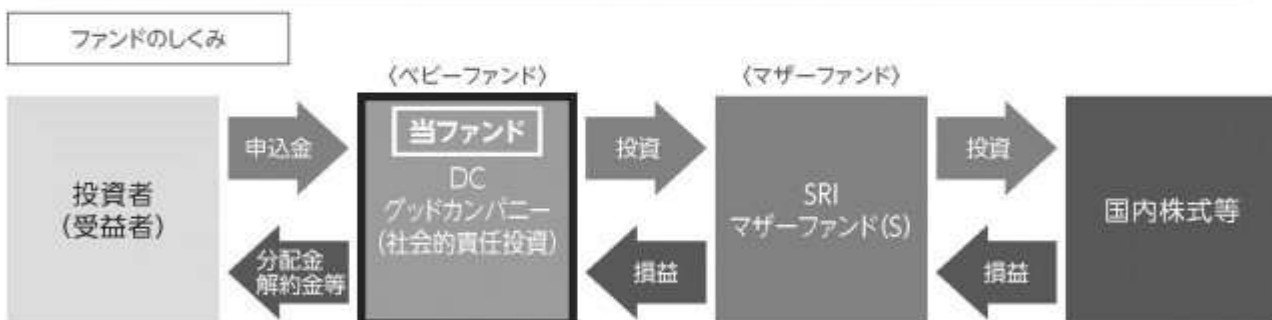 ファンドのしくみ
〈ベビーファンド〉
〈マザーファンド〉
投資者
(受益者)
申込金
分配金
解約金等
当ファンド
DC
グッドカンパニー
(社会的責任投資)
投資
損益
SRI
マザーファンド(S)
投資
損益
国内株式等